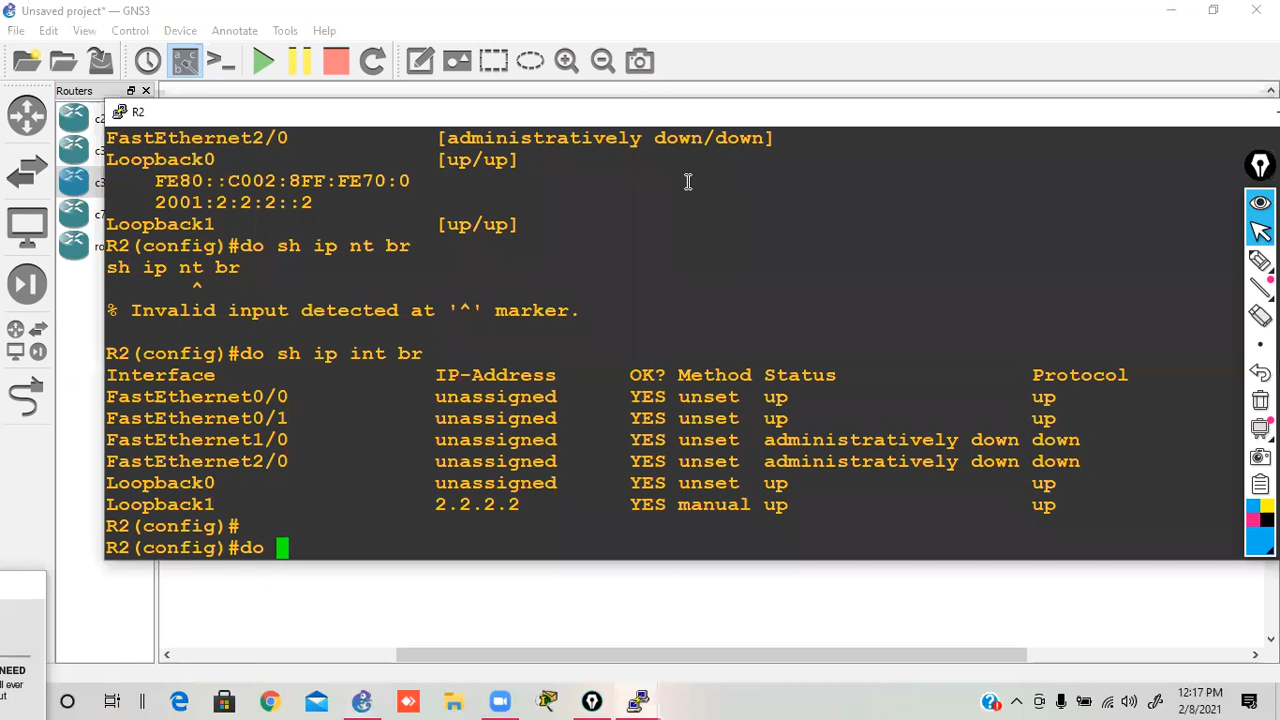 Unsaved project* — GNS3
File Edit View Control Device Annotate Tools Help
Routers
R2
FastEthernet2/0 [administratively down/down]
Loopback0 [up/up]
FE80::C002:8FF:FE70:0
2001:2:2:2::2
Loopback1 [up/up]
R2(config)#do sh ip nt br
sh ip nt br
^
% Invalid input detected at '^' marker.
R2(config)#do sh ip int br
Interface IP-Address OK? Method Status Protocol
FastEthernet0/0 unassigned YES unset up up
FastEthernet0/1 unassigned YES unset up up
FastEthernet1/0 unassigned YES unset administratively down down
FastEthernet2/0 unassigned YES unset administratively down down
Loopback0 unassigned YES unset up up
Loopback1 2.2.2.2 YES manual up up
R2(config)#
R2(config)#do
NEED
ll ever
ut
12:17 PM
2/8/2021